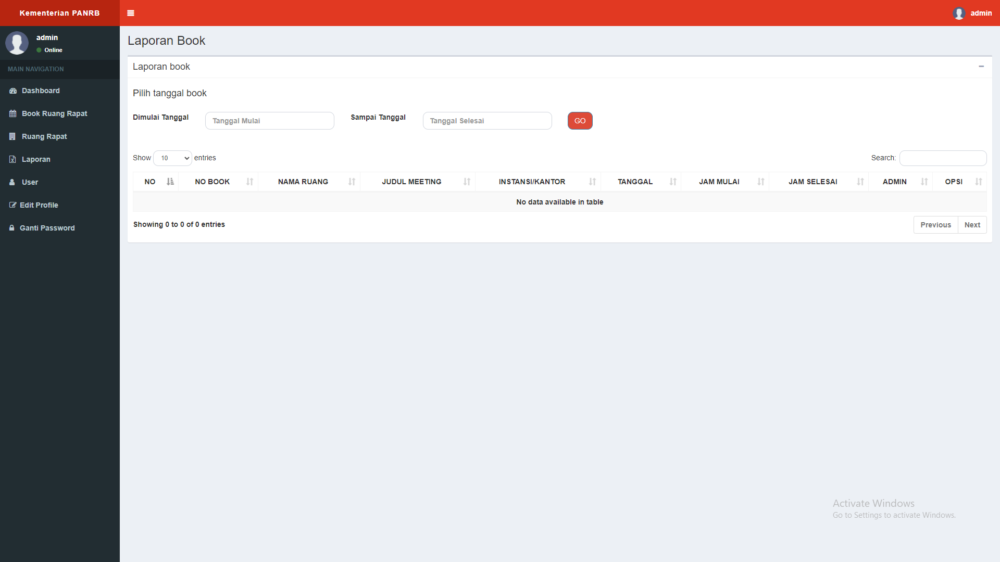 Kementerian PANRB
admin
admin
Online
MAIN NAVIGATION
Dashboard
Book Ruang Rapat
Ruang Rapat
Laporan
User
Edit Profile
Ganti Password
Laporan Book
Laporan book
Pilih tanggal book
Dimulai Tanggal Tanggal Mulai Sampai Tanggal Tanggal Selesai GO
Show 10 entries Search:
NO NO BOOK NAMA RUANG JUDUL MEETING INSTANSI/KANTOR TANGGAL JAM MULAI JAM SELESAI ADMIN OPSI
No data available in table
Showing 0 to 0 of 0 entries Previous Next
Activate Windows
Go to Settings to activate Windows.